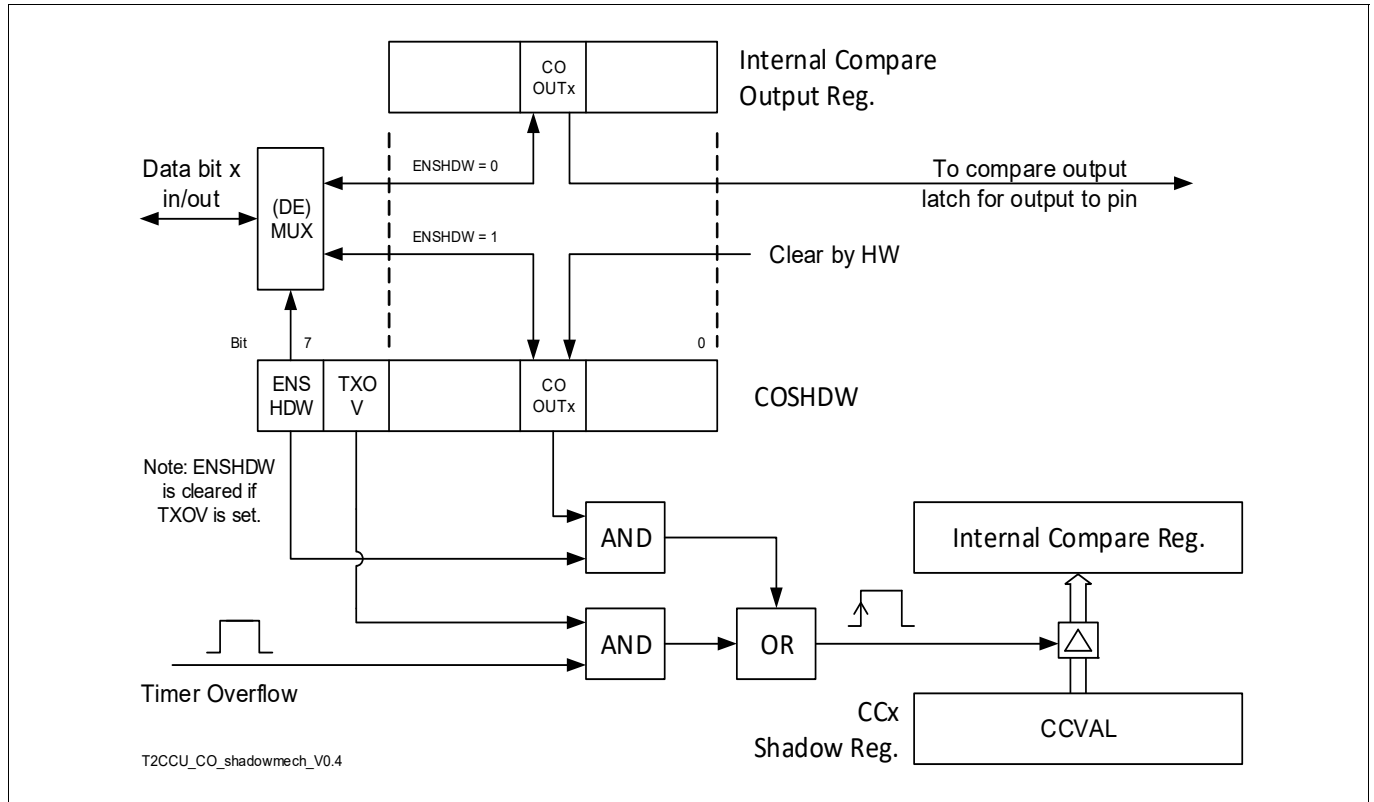 CO
OUTx
Internal Compare
Output Reg.
Data bit x
in/out
(DE)
MUX
ENSHDW = 0
To compare output
latch for output to pin
ENSHDW = 1
Clear by HW
Bit
7
0
ENS
HDW
TXO
V
CO
OUTx
COSHDW
Note: ENSHDW
is cleared if
TXOV is set.
AND
Internal Compare Reg.
AND
OR
Timer Overflow
CCx
Shadow Reg.
CCVAL
T2CCU_CO_shadowmech_V0.4